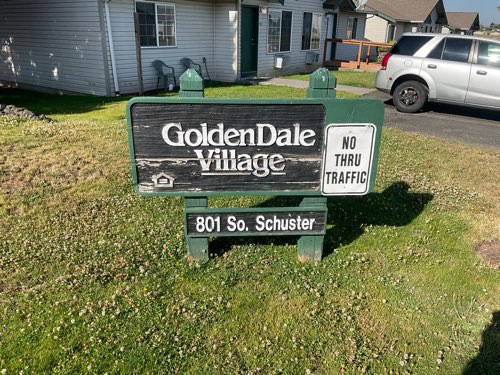 GoldenDale
Village
NO
THRU
TRAFFIC
801 So. Schuster